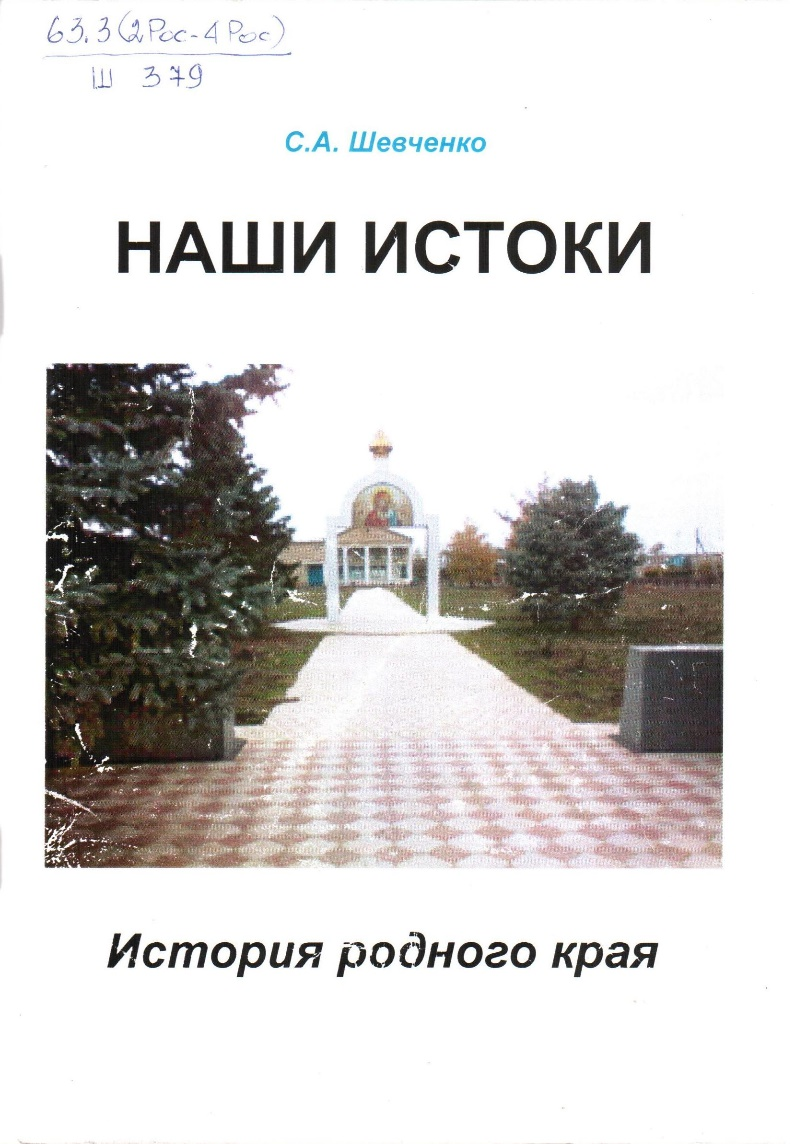 63.3(2Рос-4Рос)
Ш 379
С.А. Шевченко
НАШИ ИСТОКИ
История родного края